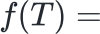 f(T) =